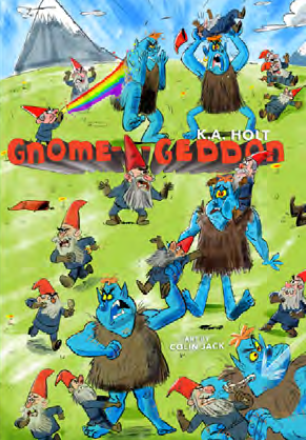 K.A. HOLT
GNOME-A-GEDDON
ART BY
COLIN JACK